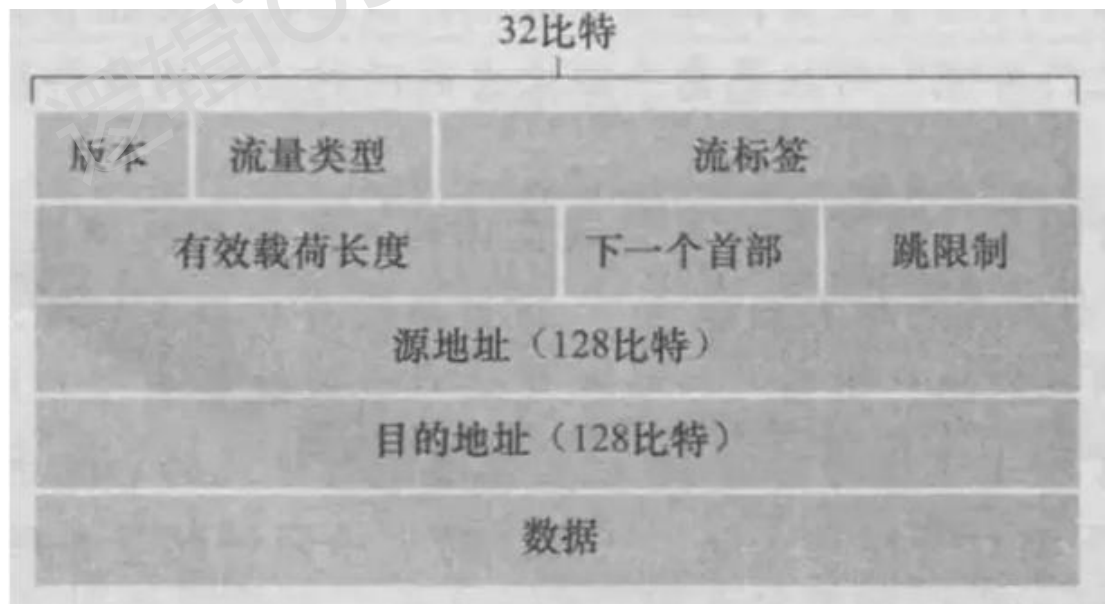 32比特
版本 流量类型 流标签
有效载荷长度 下一个首部 跳限制
源地址（128比特）
目的地址（128比特）
数据